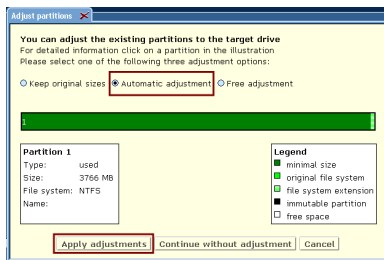 Adjust partitions
You can adjust the existing partitions to the target drive
For detailed information click on a partition in the illustration
Please select one of the following three adjustment options:
Keep original sizes Automatic adjustment Free adjustment
1
Partition 1
Type: used
Size: 3766 MB
File system: NTFS
Name:
Legend
minimal size
original file system
file system extension
immutable partition
free space
Apply adjustments Continue without adjustment Cancel